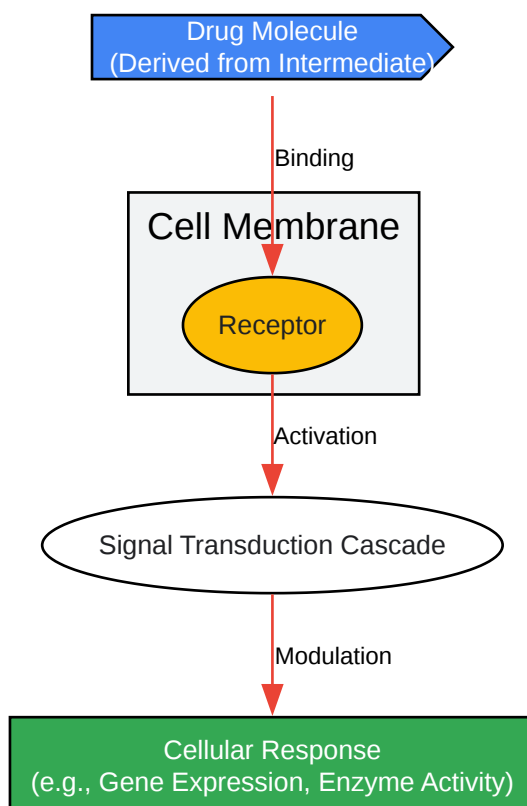 Drug Molecule
(Derived from Intermediate)
Binding
Cell Membrane
Receptor
Activation
Signal Transduction Cascade
Modulation
Cellular Response
(e.g., Gene Expression, Enzyme Activity)